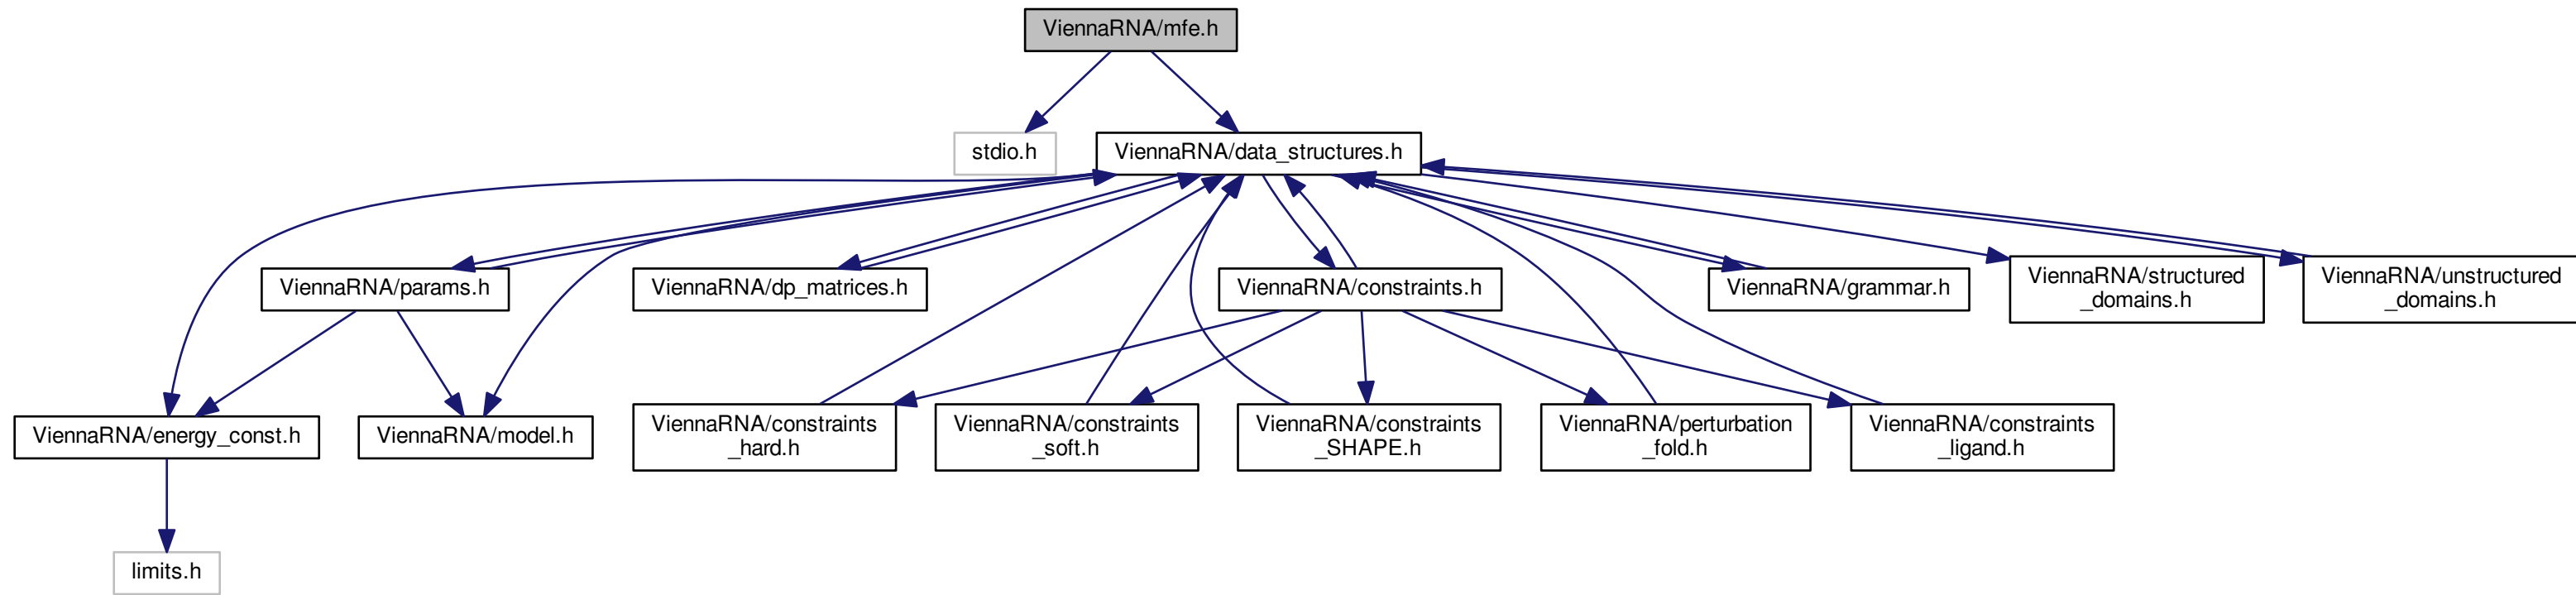 ViennaRNA/mfe.h
stdio.h
ViennaRNA/data_structures.h
ViennaRNA/params.h
ViennaRNA/dp_matrices.h
ViennaRNA/constraints.h
ViennaRNA/grammar.h
ViennaRNA/structured
_domains.h
ViennaRNA/unstructured
_domains.h
ViennaRNA/energy_const.h
ViennaRNA/model.h
ViennaRNA/constraints
_hard.h
ViennaRNA/constraints
_soft.h
ViennaRNA/constraints
_SHAPE.h
ViennaRNA/perturbation
_fold.h
ViennaRNA/constraints
_ligand.h
limits.h